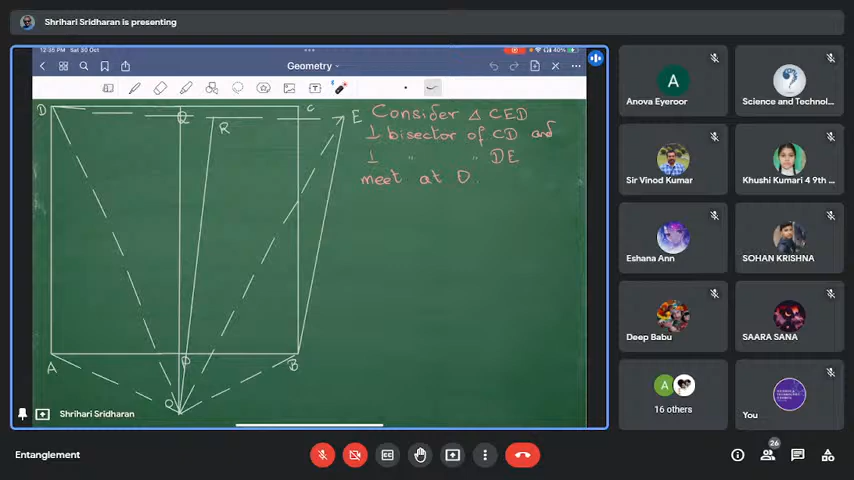 Shrihari Sridharan is presenting
12:35 PM Sat 30 Oct
40%
Geometry
D
Q
R
C
E
Consider △ CED
⊥ bisector of CD and
⊥ " " DE
meet at O.
A
P
B
O
Shrihari Sridharan
A
Anova Eyeroor
Science and Technol...
Sir Vinod Kumar
Khushi Kumari 4 9th ...
Eshana Ann
SOHAN KRISHNA
Deep Babu
SAARA SANA
A
16 others
You
Entanglement
26